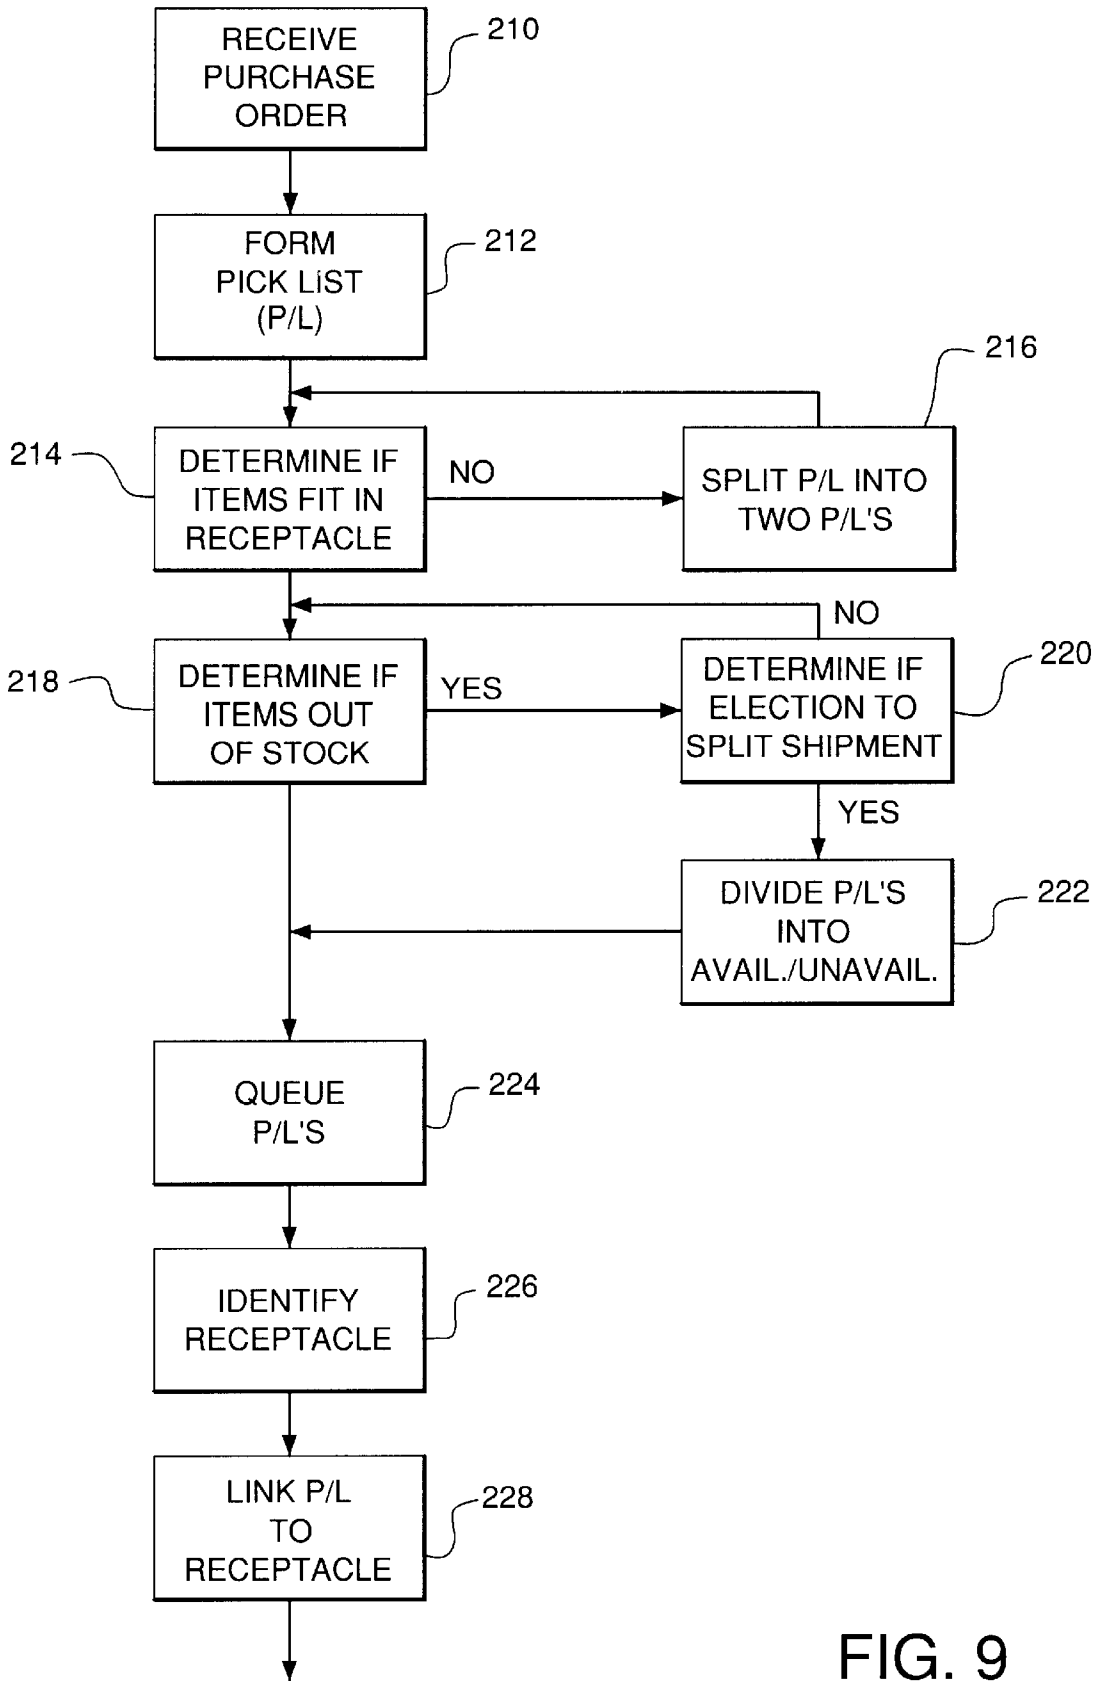 RECEIVE
PURCHASE
ORDER
210
FORM
PICK LIST
(P/L)
212
216
214
DETERMINE IF
ITEMS FIT IN
RECEPTACLE
NO
SPLIT P/L INTO
TWO P/L'S
NO
218
DETERMINE IF
ITEMS OUT
OF STOCK
YES
DETERMINE IF
ELECTION TO
SPLIT SHIPMENT
220
YES
DIVIDE P/L'S
INTO
AVAIL./UNAVAIL.
222
QUEUE
P/L'S
224
IDENTIFY
RECEPTACLE
226
LINK P/L
TO
RECEPTACLE
228
FIG. 9